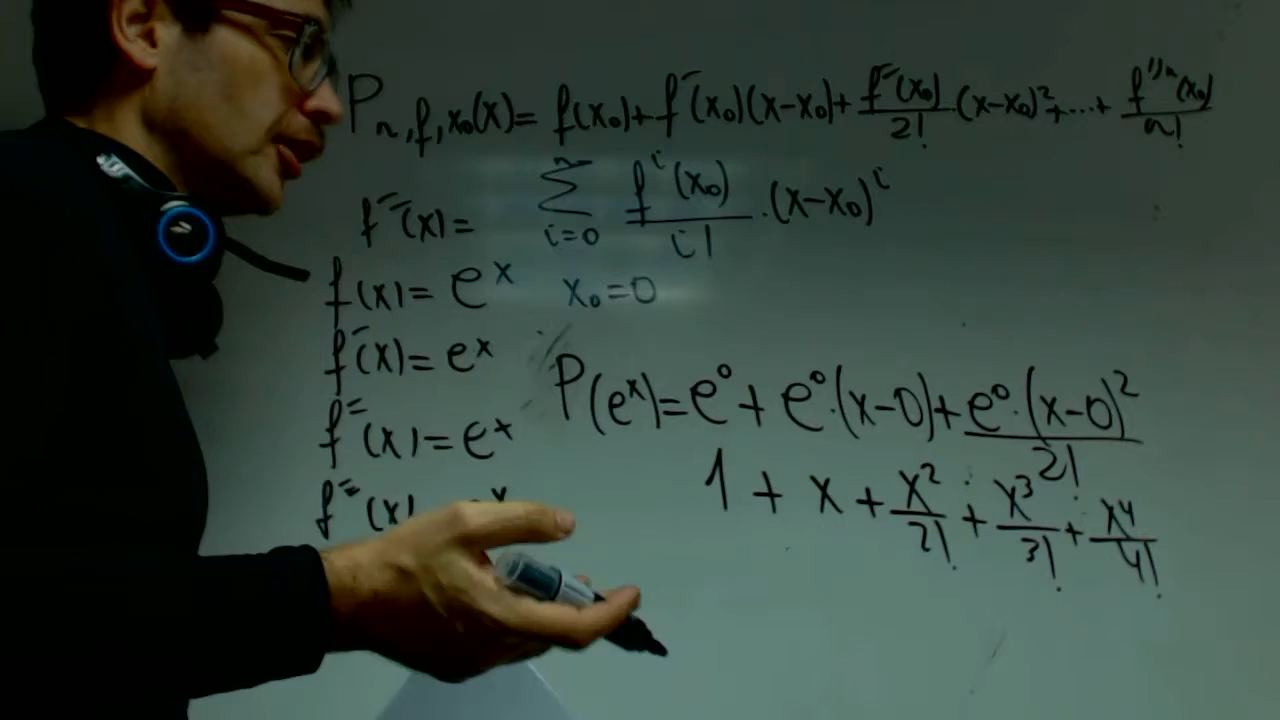 P n,f,x₀(x)= f(x₀)+f'(x₀)(x-x₀)+ f''(x₀)/2! (x-x₀)²+...+ f'')ⁿ(x₀)/n!
f'''(x)= Σ i=0 n fⁱ(x₀)/i! ·(x-x₀)ⁱ
f(x)= eˣ x₀=0
f'(x)= eˣ
P(eˣ)=e⁰+e⁰·(x-0)+ e⁰·(x-0)²/2!
f''(x)=eˣ
1+x+ x²/2! + x³/3! + x⁴/4!
f'''(x)